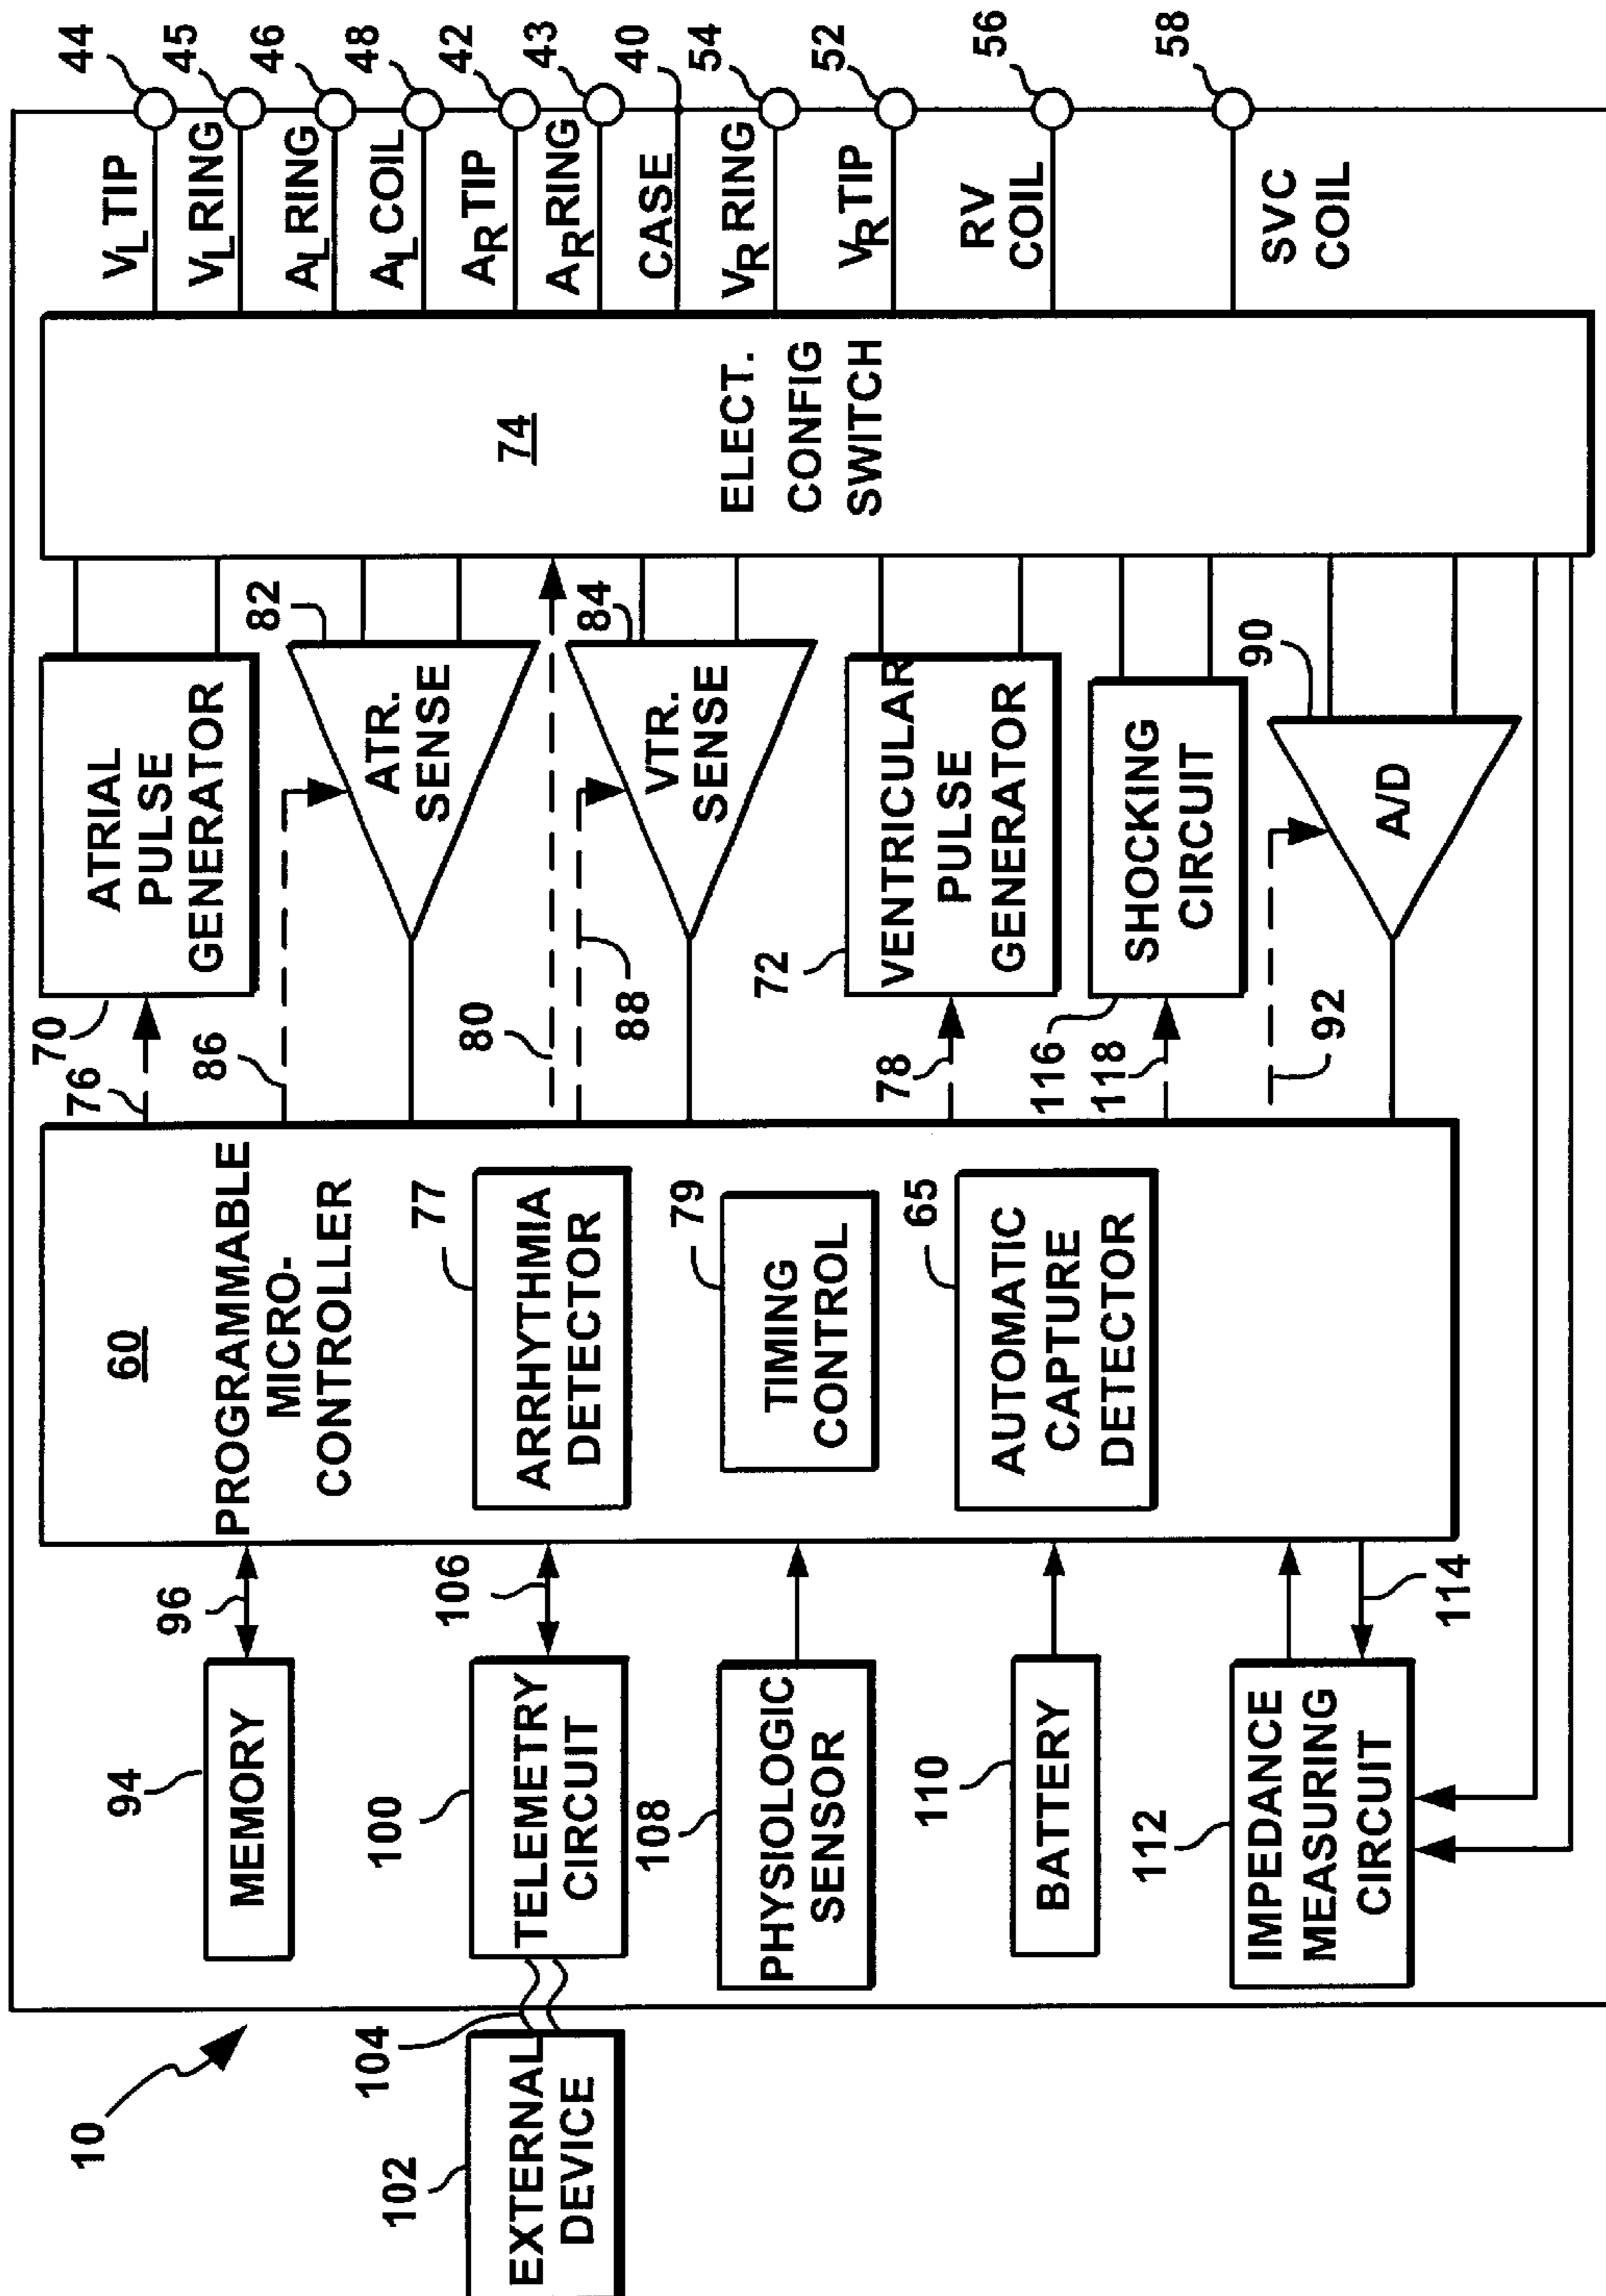 10
102
EXTERNAL
DEVICE
104
94
MEMORY
96
100
TELEMETRY
CIRCUIT
106
108
PHYSIOLOGIC
SENSOR
110
BATTERY
112
IMPEDANCE
MEASURING
CIRCUIT
114
60
PROGRAMMABLE
MICRO-
CONTROLLER
77
ARRHYTHMIA
DETECTOR
79
TIMING
CONTROL
65
AUTOMATIC
CAPTURE
DETECTOR
70
76
ATRIAL
PULSE
GENERATOR
86
82
ATR.
SENSE
80
84
88
VTR.
SENSE
72
78
VENTRICULAR
PULSE
GENERATOR
116
118
SHOCKING
CIRCUIT
92
90
A/D
74
ELECT.
CONFIG
SWITCH
VL TIP 44
VL RING 45
AL RING 46
AL COIL 48
AR TIP 42
AR RING 43
CASE 40
VR RING 54
VR TIP 52
RV
COIL
56
SVC
COIL
58